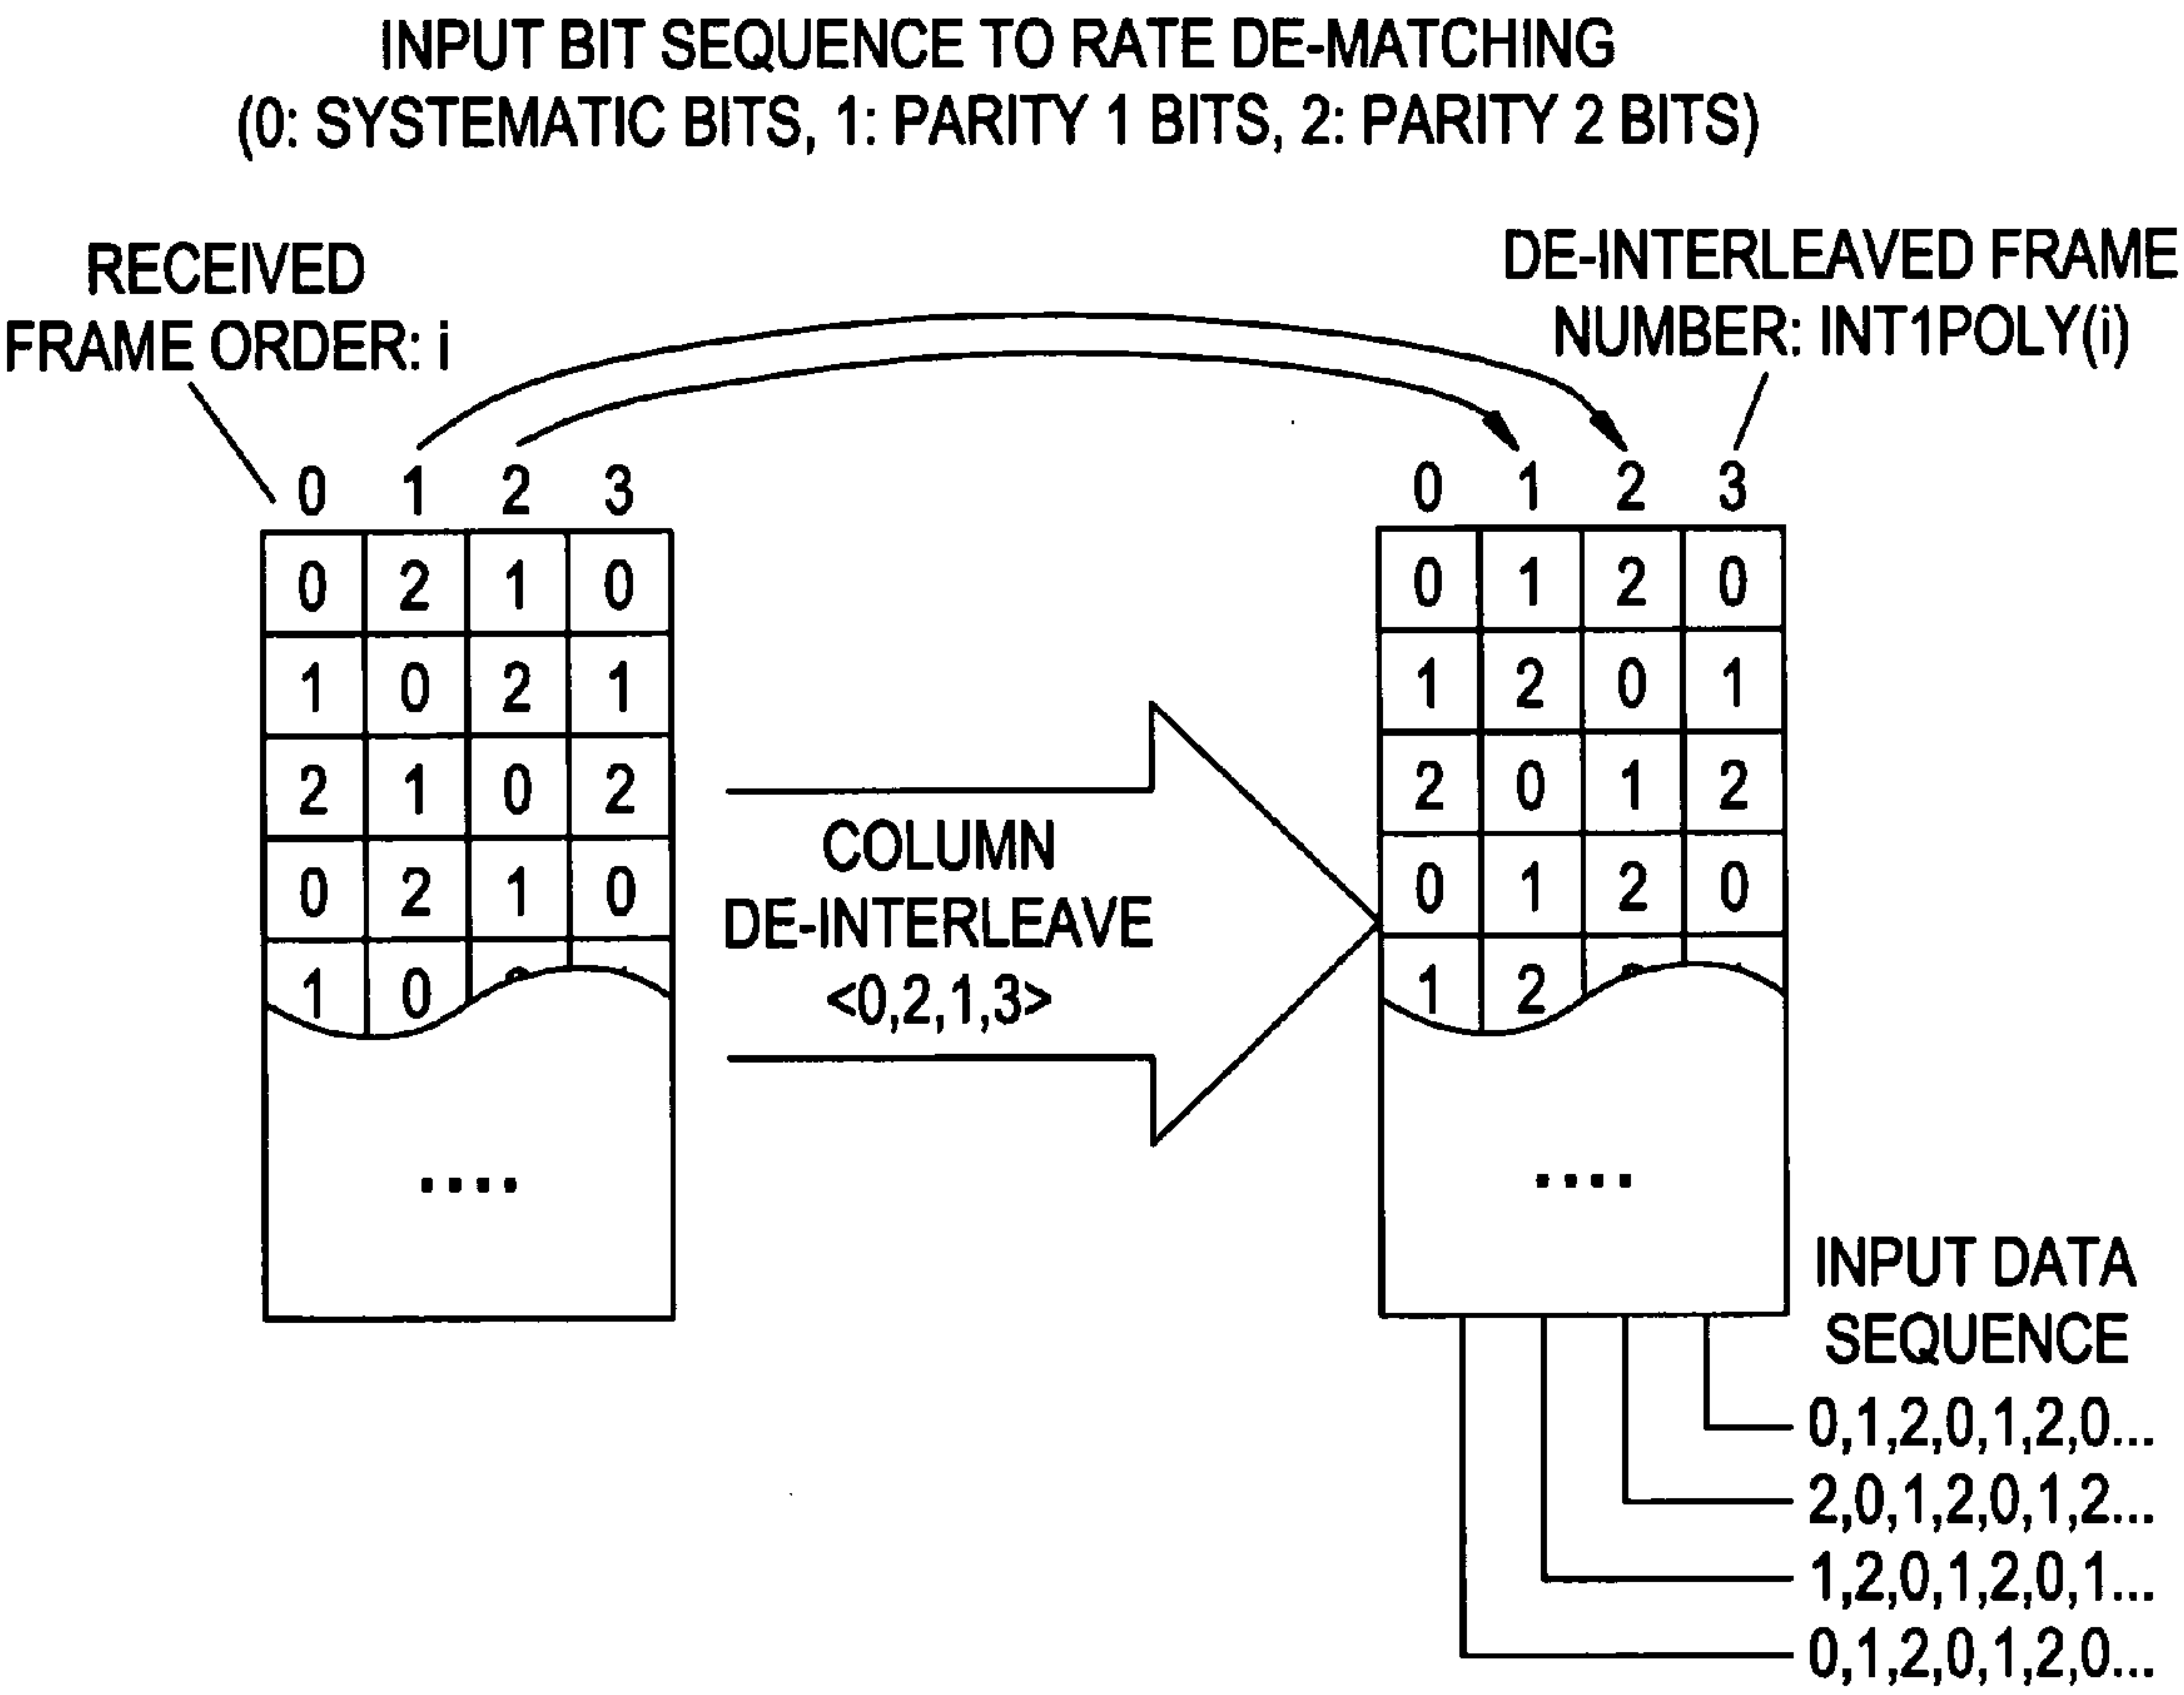 INPUT BIT SEQUENCE TO RATE DE-MATCHING
(0: SYSTEMATIC BITS, 1: PARITY 1 BITS, 2: PARITY 2 BITS)
RECEIVED
FRAME ORDER: i
DE-INTERLEAVED FRAME
NUMBER: INT1POLY(i)
0 1 2 3
0 2 1 0
1 0 2 1
2 1 0 2
0 2 1 0
1 0
....
COLUMN
DE-INTERLEAVE
<0,2,1,3>
0 1 2 3
0 1 2 0
1 2 0 1
2 0 1 2
0 1 2 0
1 2
....
INPUT DATA
SEQUENCE
0,1,2,0,1,2,0...
2,0,1,2,0,1,2...
1,2,0,1,2,0,1...
0,1,2,0,1,2,0...